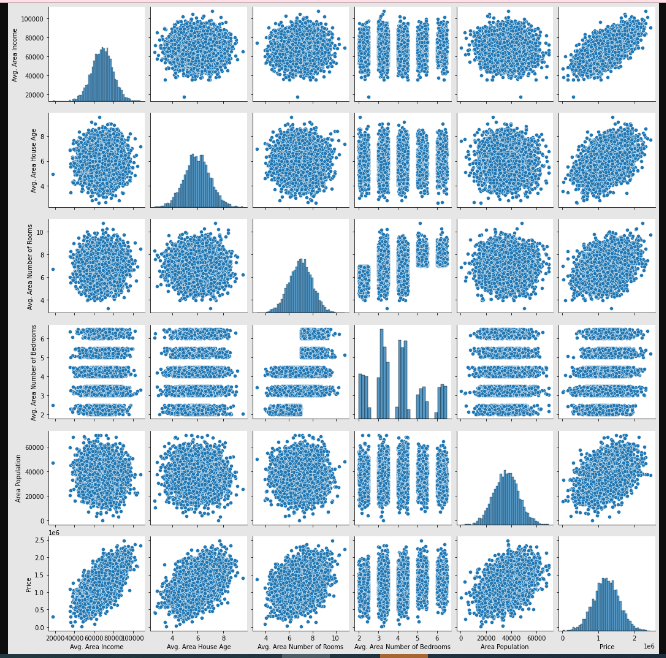 100000
80000
60000
40000
20000
Avg. Area Income
8
6
4
Avg. Area House Age
10
8
6
4
Avg. Area Number of Rooms
6
5
4
3
2
Avg. Area Number of Bedrooms
60000
40000
20000
0
Area Population
1e6
2.5
2.0
1.5
1.0
0.5
0.0
Price
20000 40000 60000 80000 100000
4 6 8
4 6 8 10
2 3 4 5 6
0 20000 40000 60000
0 1 2
1e6
Avg. Area Income
Avg. Area House Age
Avg. Area Number of Rooms
Avg. Area Number of Bedrooms
Area Population
Price